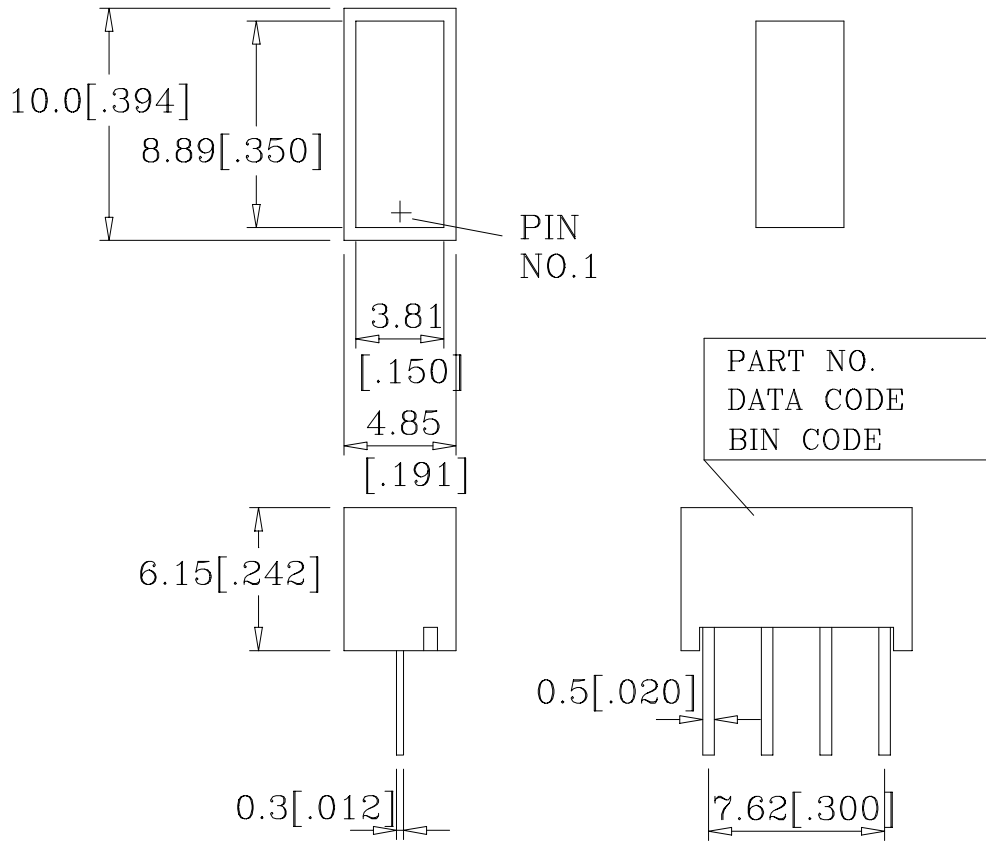 10.0[.394]
8.89[.350]
PIN
NO.1
3.81
[.150]
4.85
[.191]
PART NO.
DATA CODE
BIN CODE
6.15[.242]
0.5[.020]
0.3[.012]
7.62[.300]